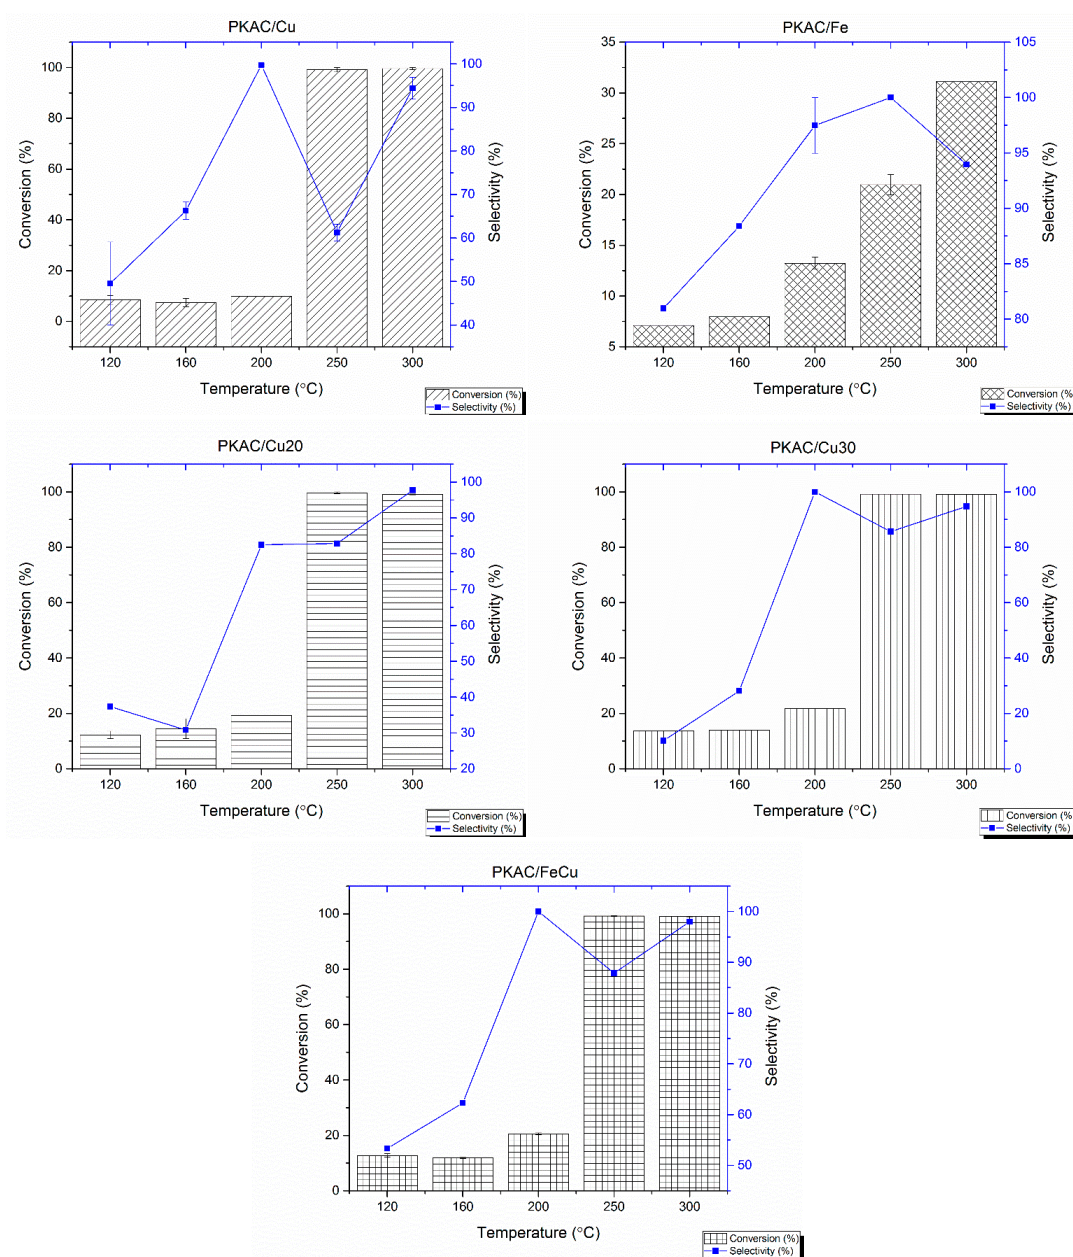 PKAC/Cu
100
80
60
40
20
0
Conversion (%)
100
90
80
70
60
50
40
Selectivity (%)
120 160 200 250 300
Temperature (°C)
Conversion (%)
Selectivity (%)
PKAC/Fe
35
30
25
20
15
10
5
Conversion (%)
105
100
95
90
85
80
Selectivity (%)
120 160 200 250 300
Temperature (°C)
Conversion (%)
Selectivity (%)
PKAC/Cu20
100
80
60
40
20
0
Conversion (%)
100
90
80
70
60
50
40
30
20
Selectivity (%)
120 160 200 250 300
Temperature (°C)
Conversion (%)
Selectivity (%)
PKAC/Cu30
100
80
60
40
20
0
Conversion (%)
100
80
60
40
20
0
Selectivity (%)
120 160 200 250 300
Temperature (°C)
Conversion (%)
Selectivity (%)
PKAC/FeCu
100
80
60
40
20
0
Conversion (%)
100
90
80
70
60
50
Selectivity (%)
120 160 200 250 300
Temperature (°C)
Conversion (%)
Selectivity (%)